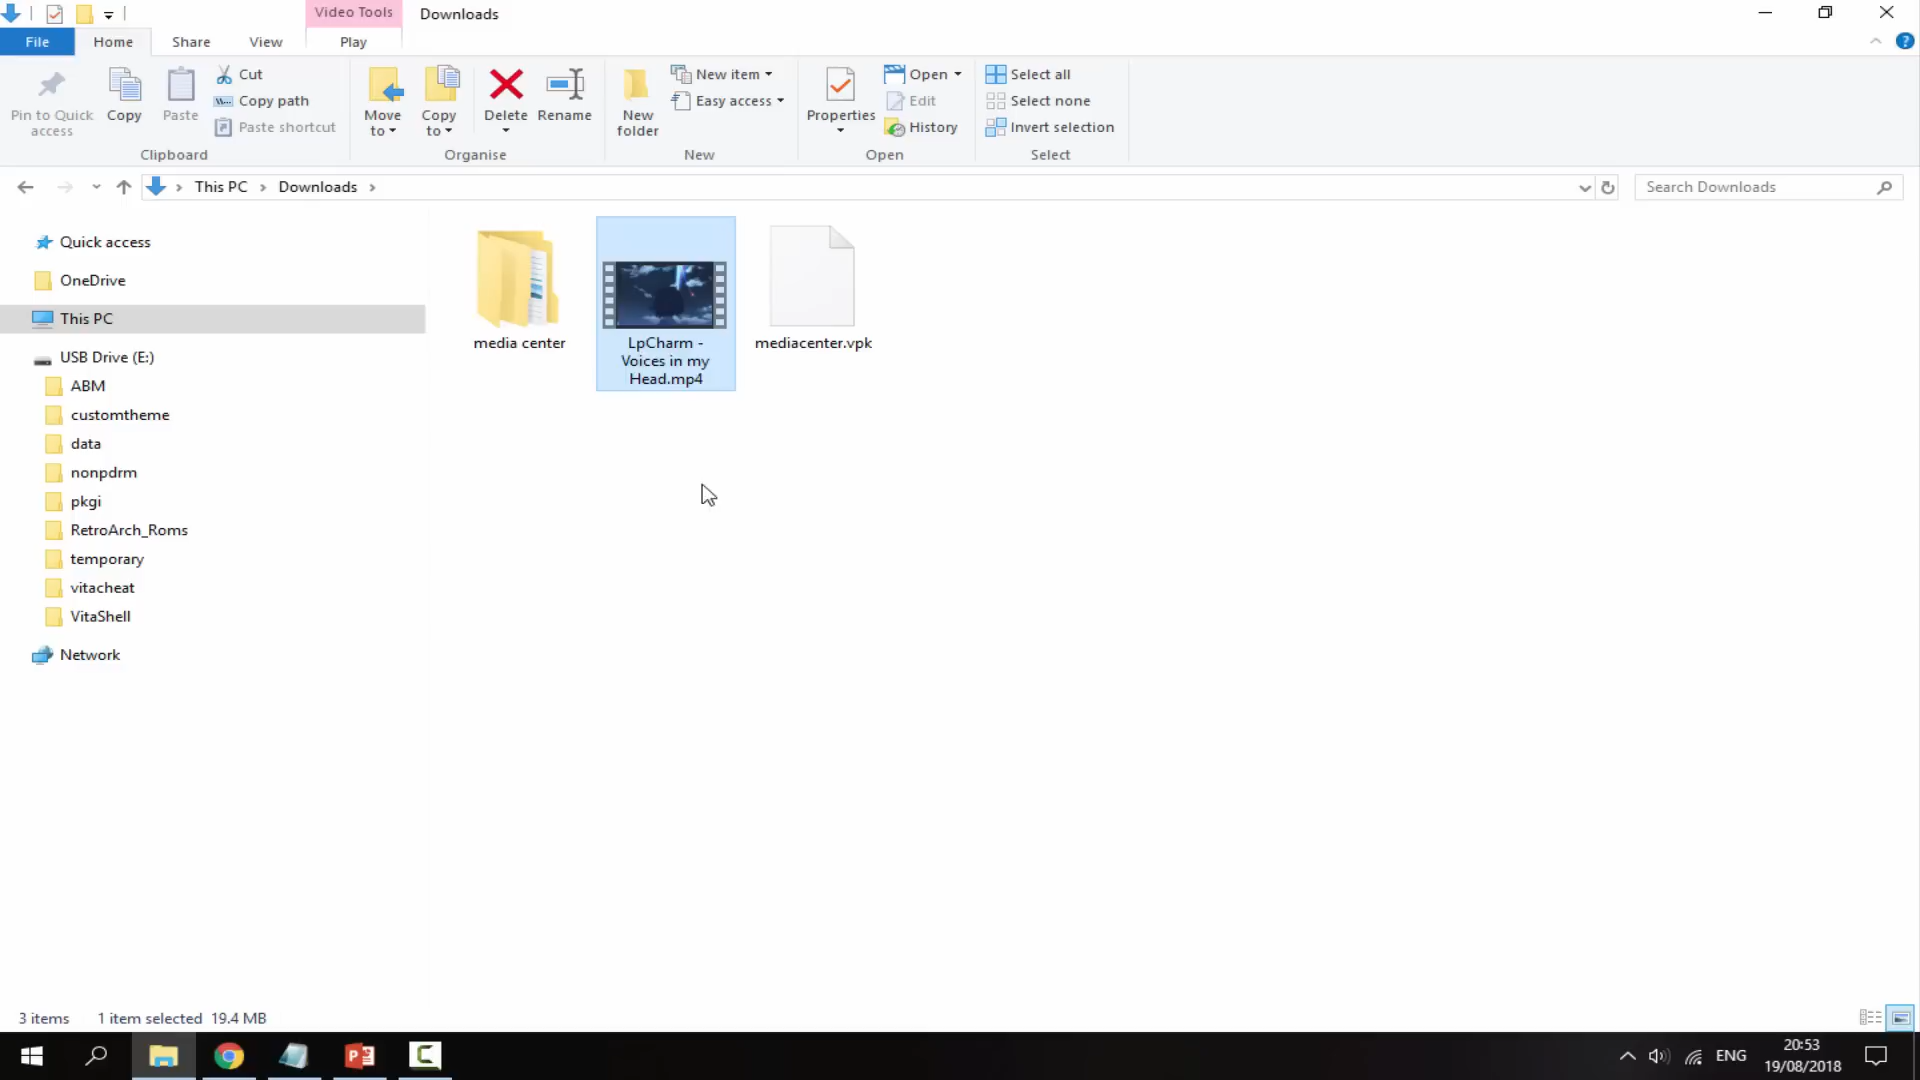 Video Tools
Downloads
File
Home
Share
View
Play
Pin to Quick
access
Copy
Paste
Cut
Copy path
Paste shortcut
Clipboard
Move
to
Copy
to
Delete
Rename
Organise
New
folder
New item
Easy access
New
Properties
Open
Edit
History
Open
Select all
Select none
Invert selection
Select
This PC
Downloads
Search Downloads
Quick access
OneDrive
This PC
USB Drive (E:)
ABM
customtheme
data
nonpdrm
pkgi
RetroArch_Roms
temporary
vitacheat
VitaShell
Network
media center
LpCharm -
Voices in my
Head.mp4
mediacenter.vpk
3 items
1 item selected 19.4 MB
ENG
20:53
19/08/2018